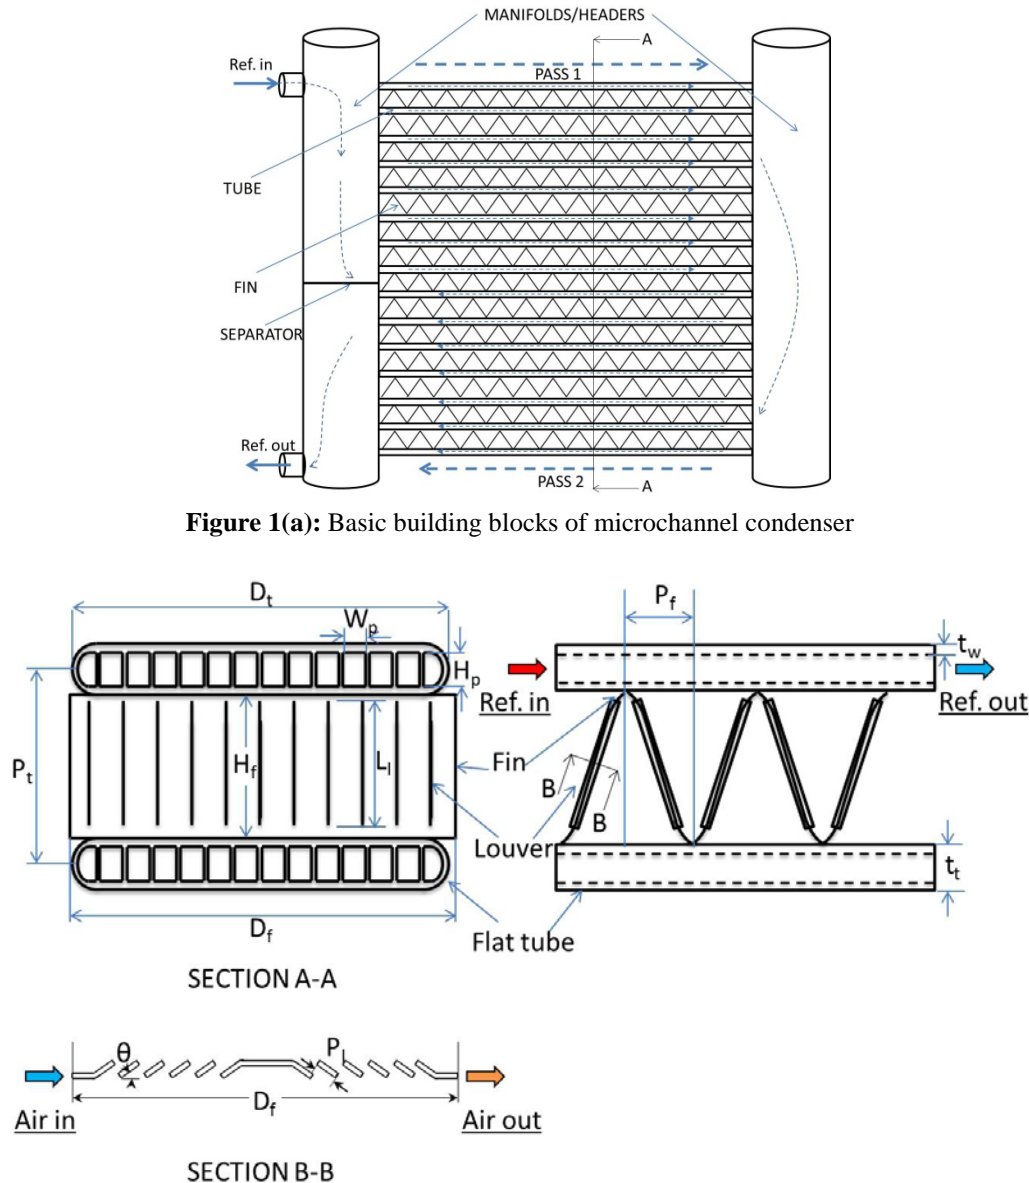 MANIFOLDS/HEADERS
A
Ref. in
PASS 1
TUBE
FIN
SEPARATOR
Ref. out
PASS 2
A
Figure 1(a): Basic building blocks of microchannel condenser
Dt
Wp
Hp
Pt
Hf
Ll
Df
SECTION A-A
Pf
tw
Ref. in
Ref. out
Fin
B
B
Louver
tt
Flat tube
θ
Pl
Df
Air in
Air out
SECTION B-B